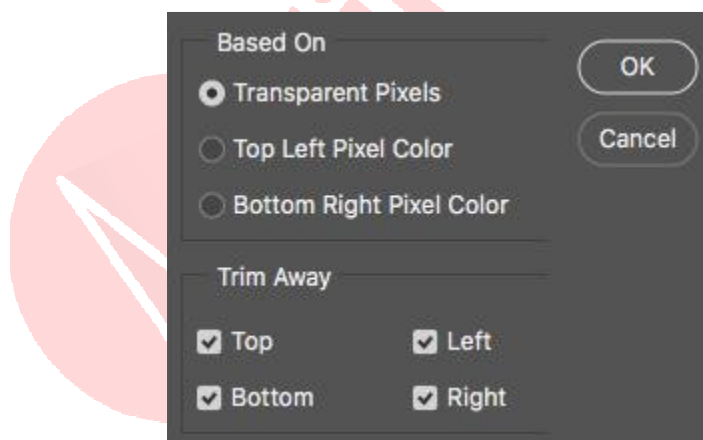 Based On
OK
Transparent Pixels
Top Left Pixel Color
Cancel
Bottom Right Pixel Color
Trim Away
Top
Left
Bottom
Right